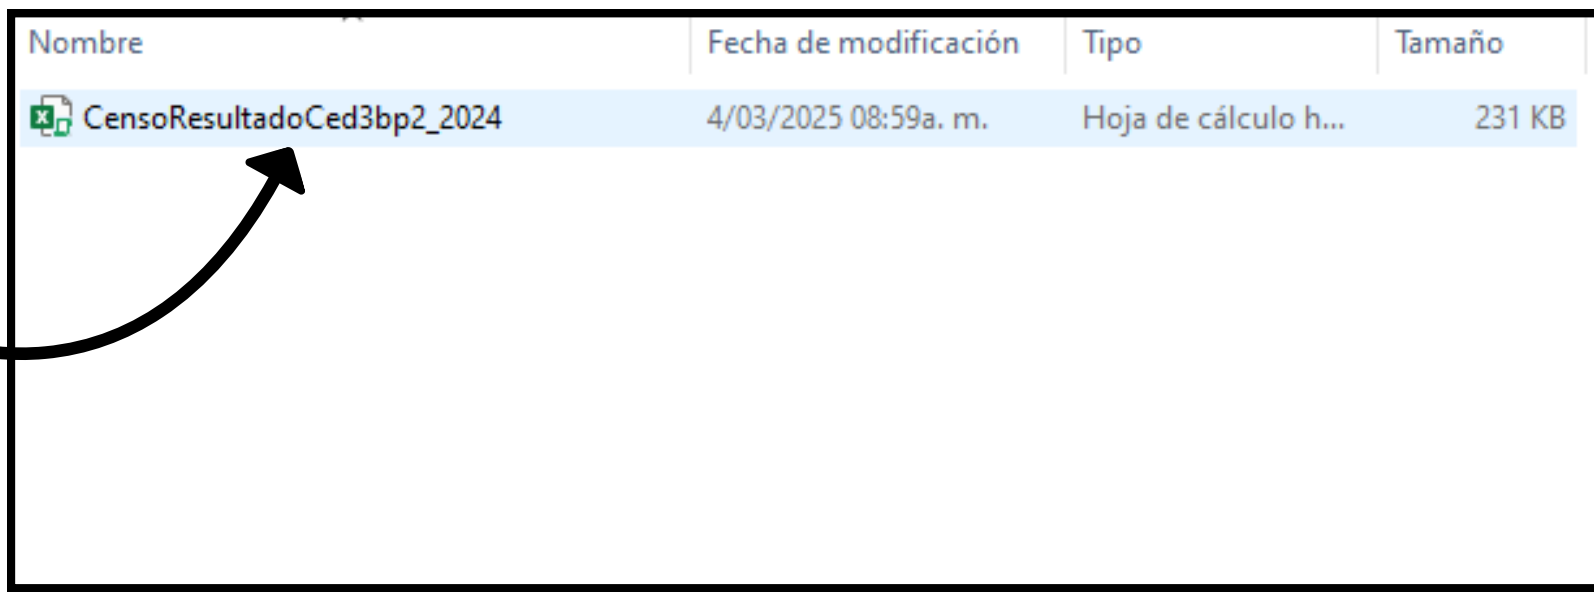 Nombre Fecha de modificación Tipo Tamaño
CensoResultadoCed3bp2_2024 4/03/2025 08:59a. m. Hoja de cálculo h... 231 KB